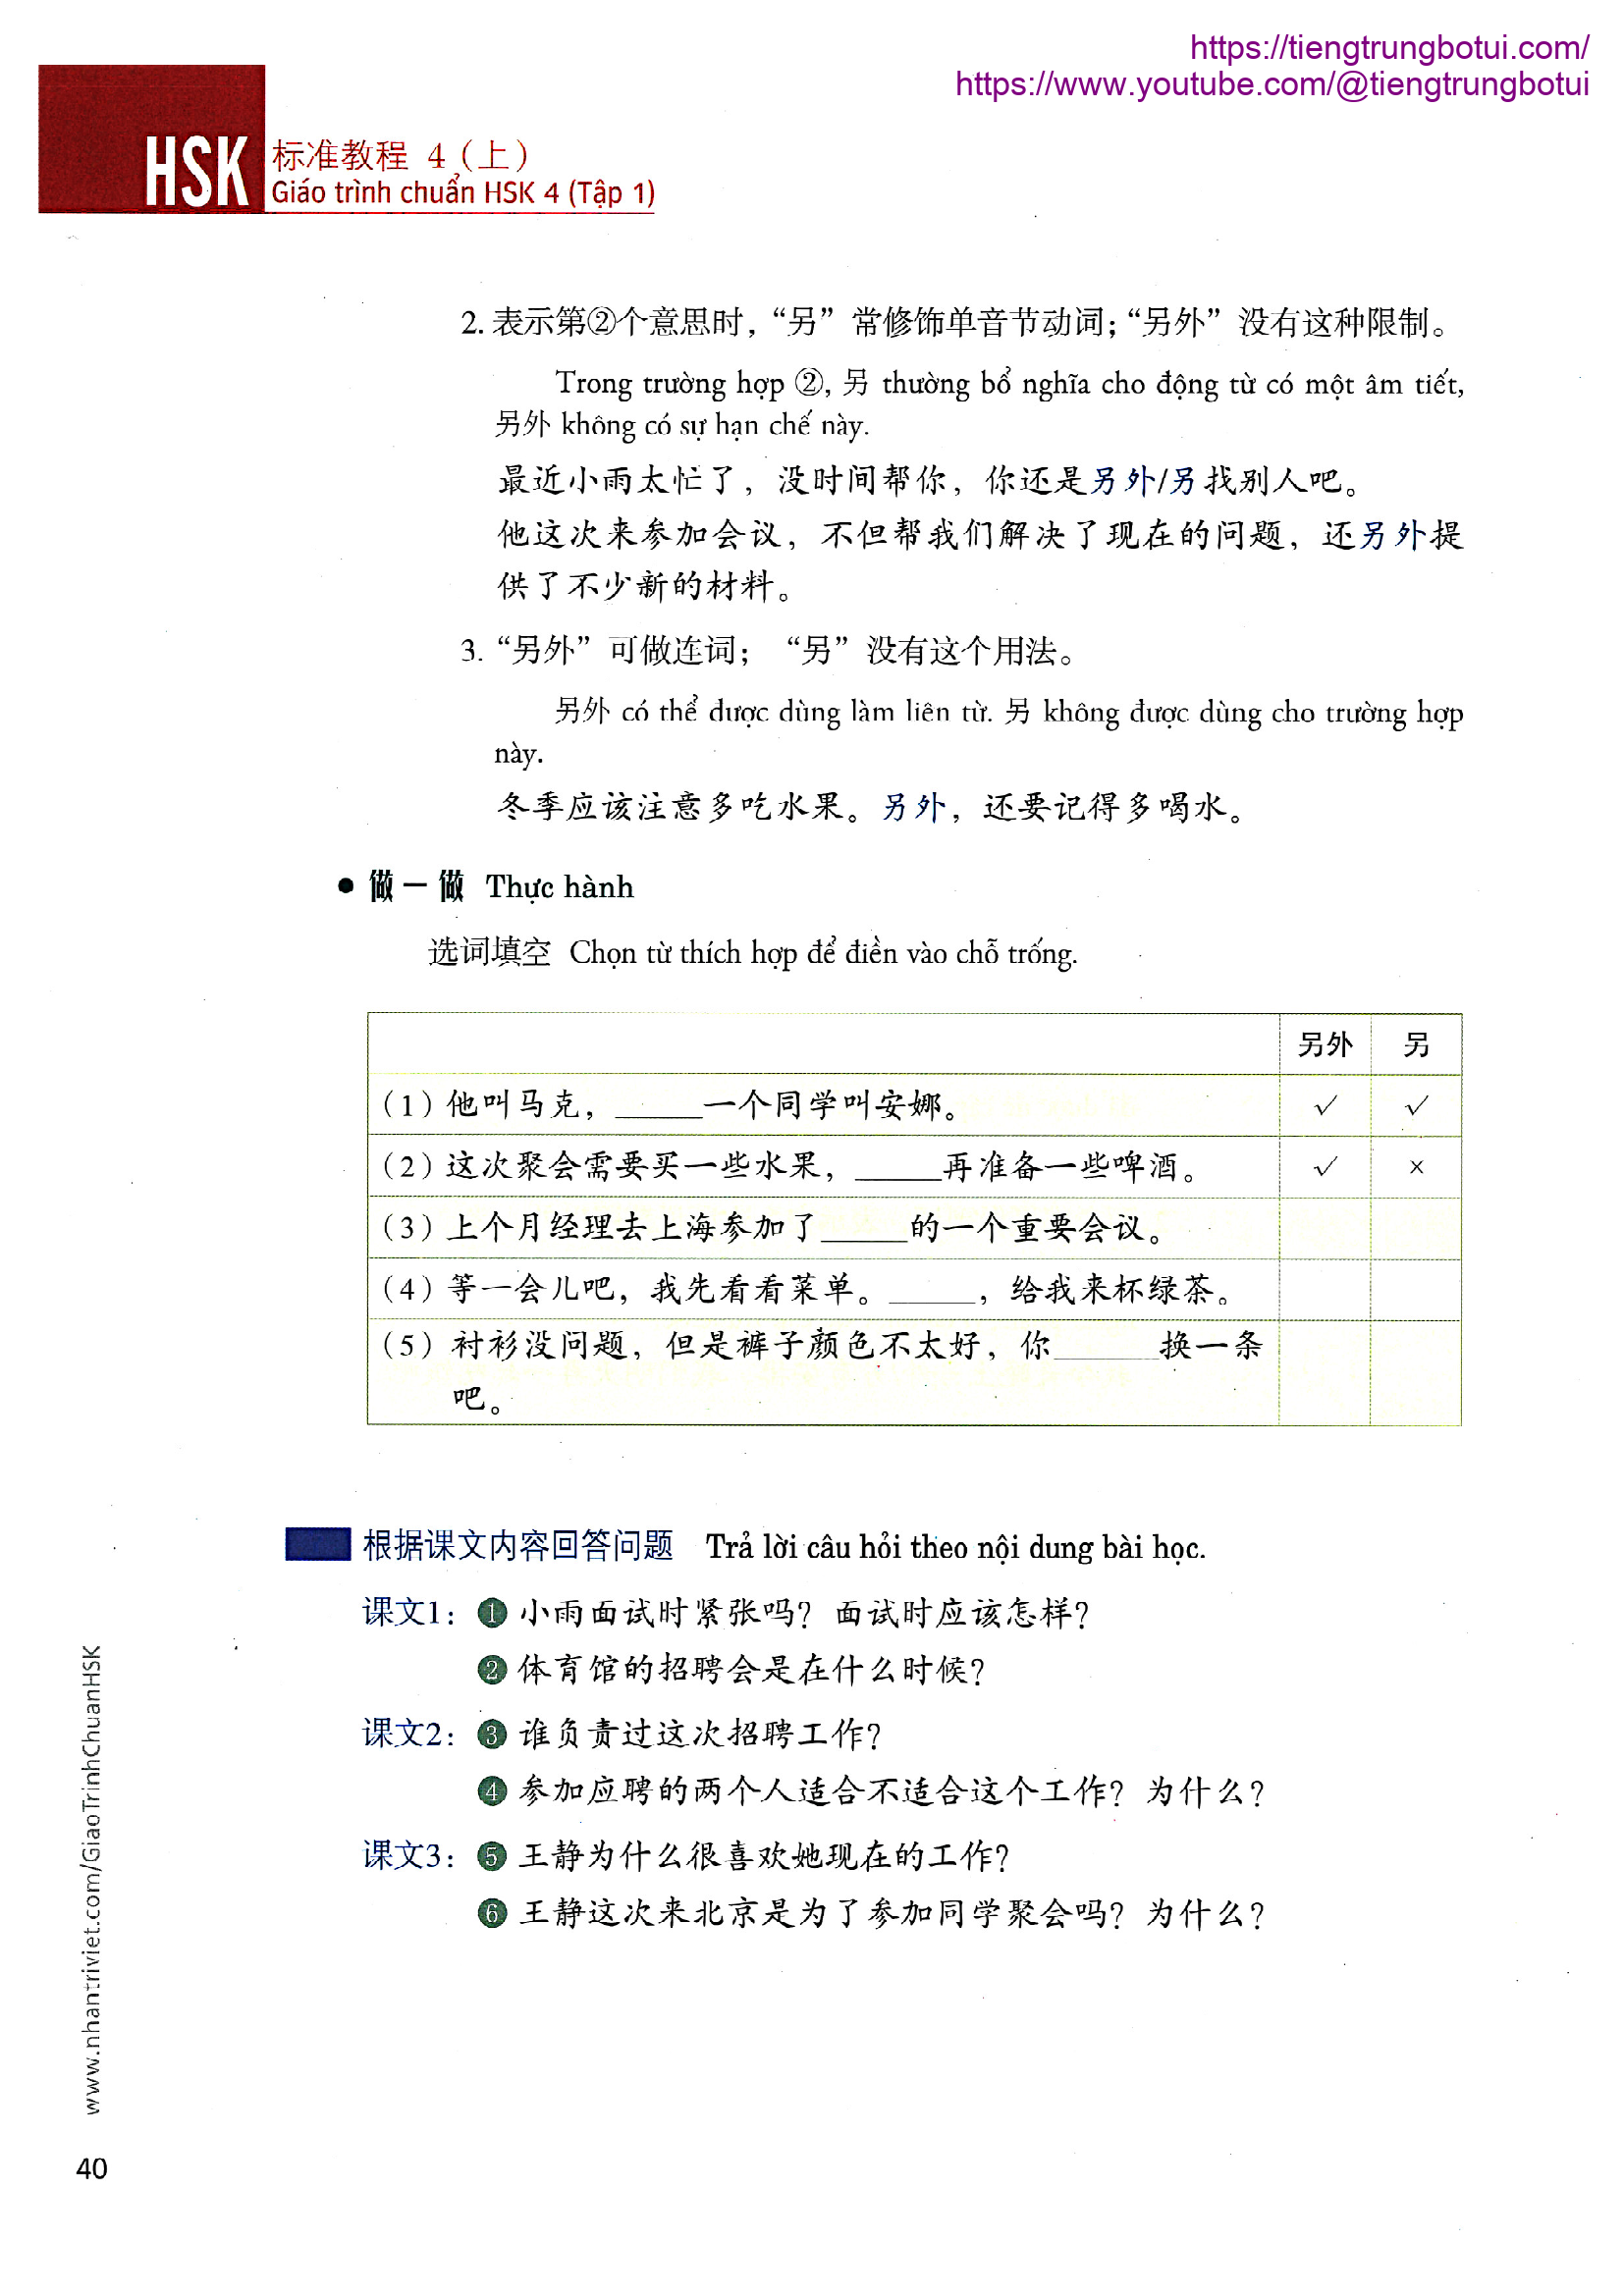 https://tiengtrungbotui.com/
https://www.youtube.com/@tiengtrungbotui
HSK 标准教程 4（上）
Giáo trình chuẩn HSK 4 (Tập 1)
2. 表示第②个意思时，“另”常修饰单音节动词；“另外”没有这种限制。
Trong trường hợp ②, 另 thường bổ nghĩa cho động từ có một âm tiết,
另外 không có sự hạn chế này.
最近小雨太忙了，没时间帮你，你还是另外/另找别人吧。
他这次来参加会议，不但帮我们解决了现在的问题，还另外提
供了不少新的材料。
3. “另外”可做连词；“另”没有这个用法。
另外 có thể được dùng làm liên từ. 另 không được dùng cho trường hợp
này.
冬季应该注意多吃水果。另外，还要记得多喝水。
● 做一做 Thực hành
选词填空 Chọn từ thích hợp để điền vào chỗ trống.
另外 另
（1）他叫马克，_____一个同学叫安娜。 √ √
（2）这次聚会需要买一些水果，_____再准备一些啤酒。 √ ×
（3）上个月经理去上海参加了_____的一个重要会议。
（4）等一会儿吧，我先看看菜单。_____，给我来杯绿茶。
（5）衬衫没问题，但是裤子颜色不太好，你______换一条
吧。
根据课文内容回答问题 Trả lời câu hỏi theo nội dung bài học.
课文1：❶ 小雨面试时紧张吗？面试时应该怎样？
❷ 体育馆的招聘会是在什么时候？
课文2：❸ 谁负责过这次招聘工作？
❹ 参加应聘的两个人适合不适合这个工作？为什么？
课文3：❺ 王静为什么很喜欢她现在的工作？
❻ 王静这次来北京是为了参加同学聚会吗？为什么？
www.nhantriviet.com/GiaoTrinhChuanHSK
40